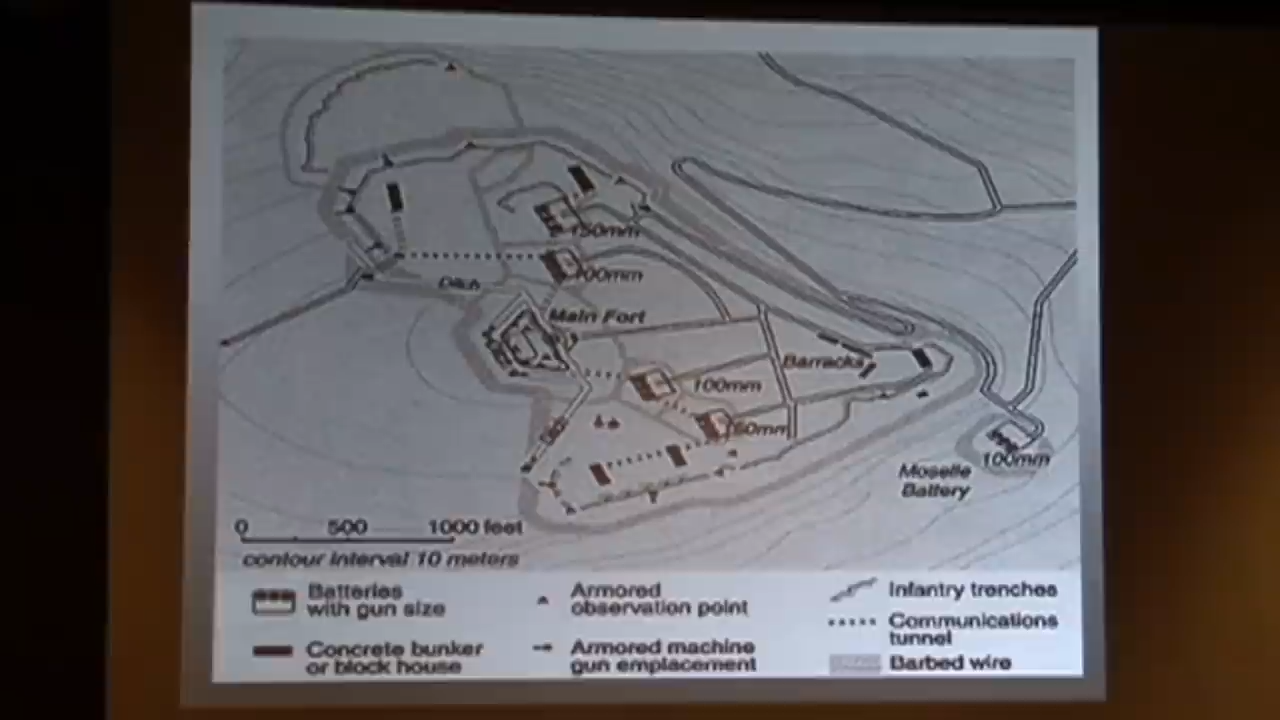 150mm
100mm
Ditch
Main Fort
Barracks
100mm
150mm
100mm
Moselle
Battery
0 500 1000 feet
contour interval 10 meters
Batteries
with gun size
Armored
observation point
Infantry trenches
Communications
tunnel
Concrete bunker
or block house
Armored machine
gun emplacement
Barbed wire